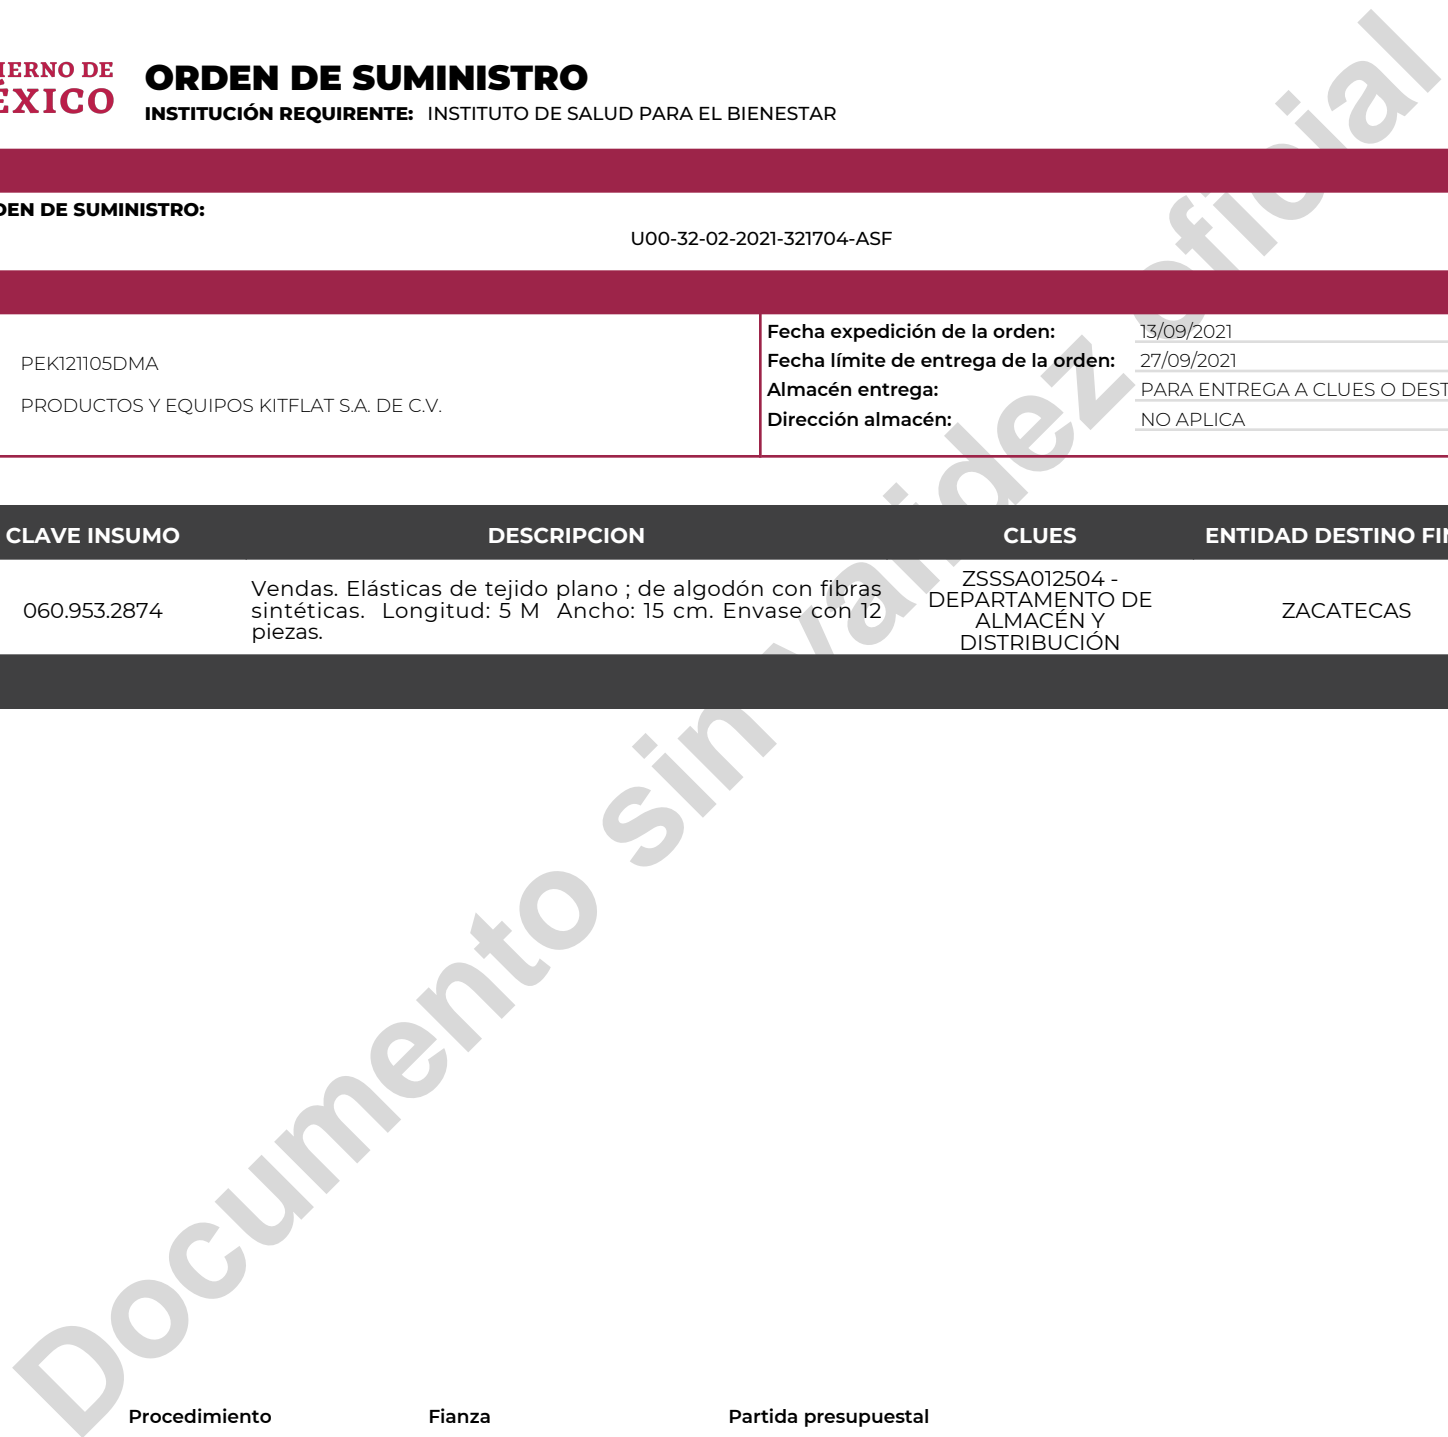 IERNO DE
ÉXICO
ORDEN DE SUMINISTRO
INSTITUCIÓN REQUIRENTE: INSTITUTO DE SALUD PARA EL BIENESTAR
DEN DE SUMINISTRO:
U00-32-02-2021-321704-ASF
PEK121105DMA
PRODUCTOS Y EQUIPOS KITFLAT S.A. DE C.V.
Fecha expedición de la orden: 13/09/2021
Fecha límite de entrega de la orden: 27/09/2021
Almacén entrega: PARA ENTREGA A CLUES O DEST
Dirección almacén: NO APLICA
CLAVE INSUMO DESCRIPCION CLUES ENTIDAD DESTINO FIN
060.953.2874
Vendas. Elásticas de tejido plano ; de algodón con fibras
sintéticas. Longitud: 5 M Ancho: 15 cm. Envase con 12
piezas.
ZSSSA012504 -
DEPARTAMENTO DE
ALMACÉN Y
DISTRIBUCIÓN
ZACATECAS
Documento sin validez oficial
Procedimiento Fianza Partida presupuestal